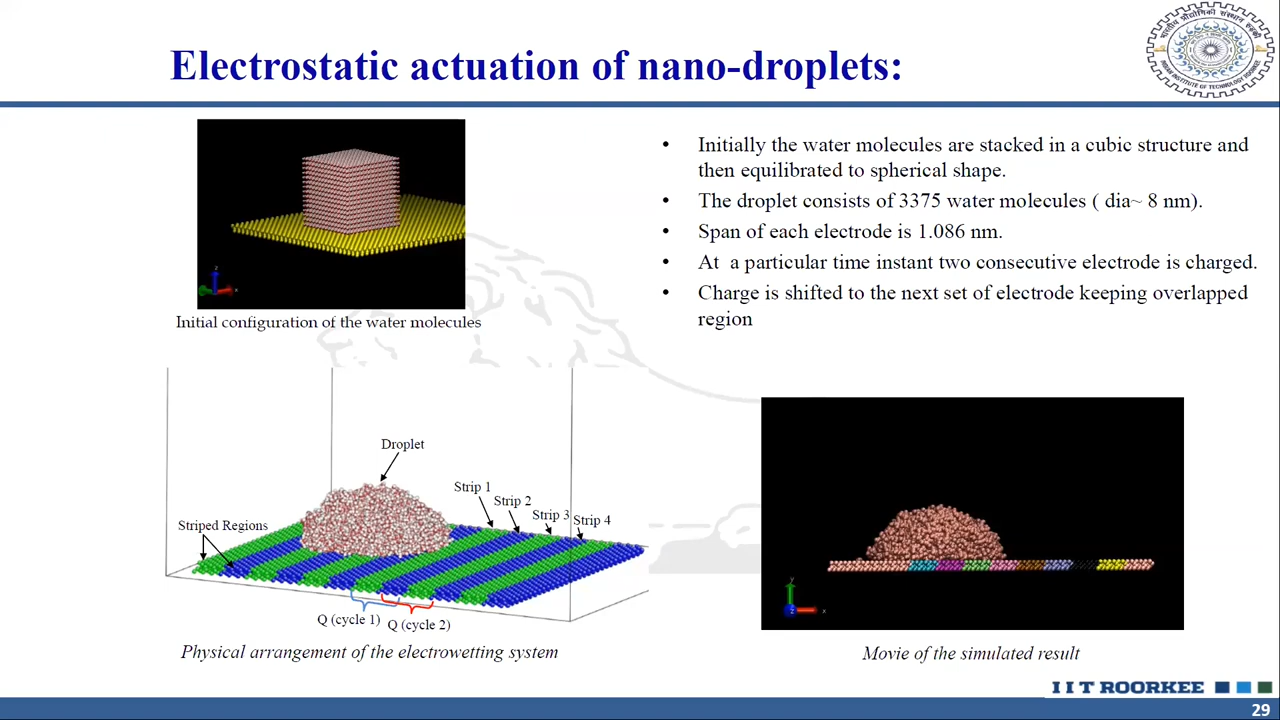 Electrostatic actuation of nano-droplets:
• Initially the water molecules are stacked in a cubic structure and
then equilibrated to spherical shape.
• The droplet consists of 3375 water molecules ( dia~ 8 nm).
• Span of each electrode is 1.086 nm.
• At a particular time instant two consecutive electrode is charged.
• Charge is shifted to the next set of electrode keeping overlapped
region
Initial configuration of the water molecules
Droplet
Strip 1
Strip 2
Strip 3
Strip 4
Striped Regions
Q (cycle 1)
Q (cycle 2)
Physical arrangement of the electrowetting system
Movie of the simulated result
I I T ROORKEE
29